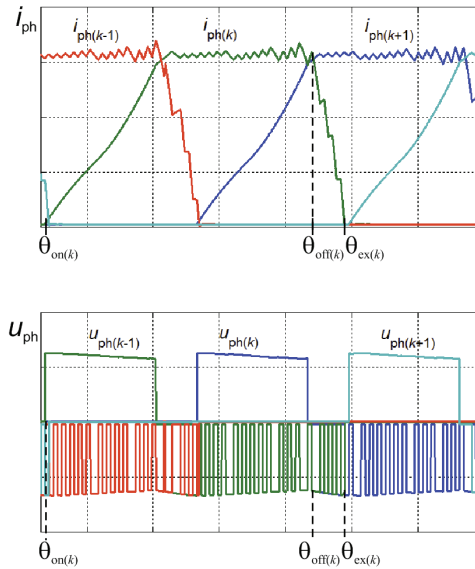 i_ph i_ph(k-1) i_ph(k) i_ph(k+1)
θ_on(k) θ_off(k) θ_ex(k)
u_ph u_ph(k-1) u_ph(k) u_ph(k+1)
θ_on(k) θ_off(k) θ_ex(k)